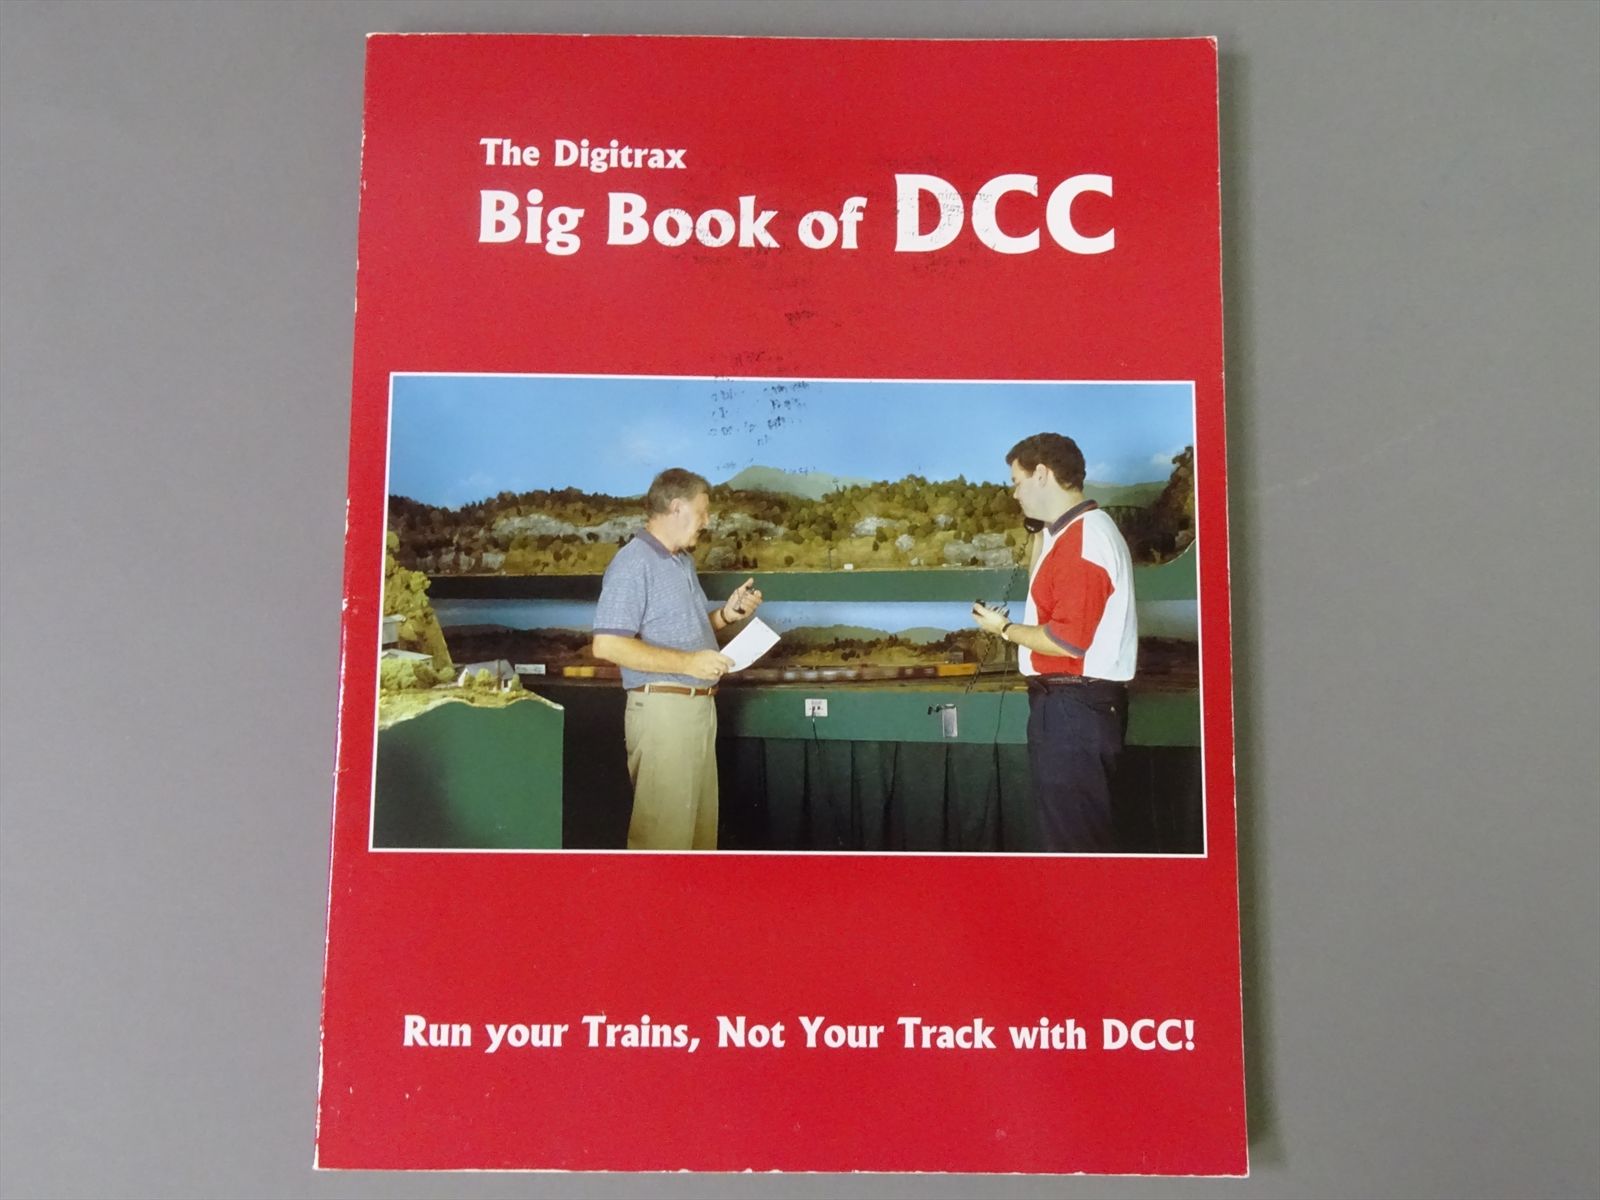 The Digitrax
Big Book of DCC
Run your Trains, Not Your Track with DCC!